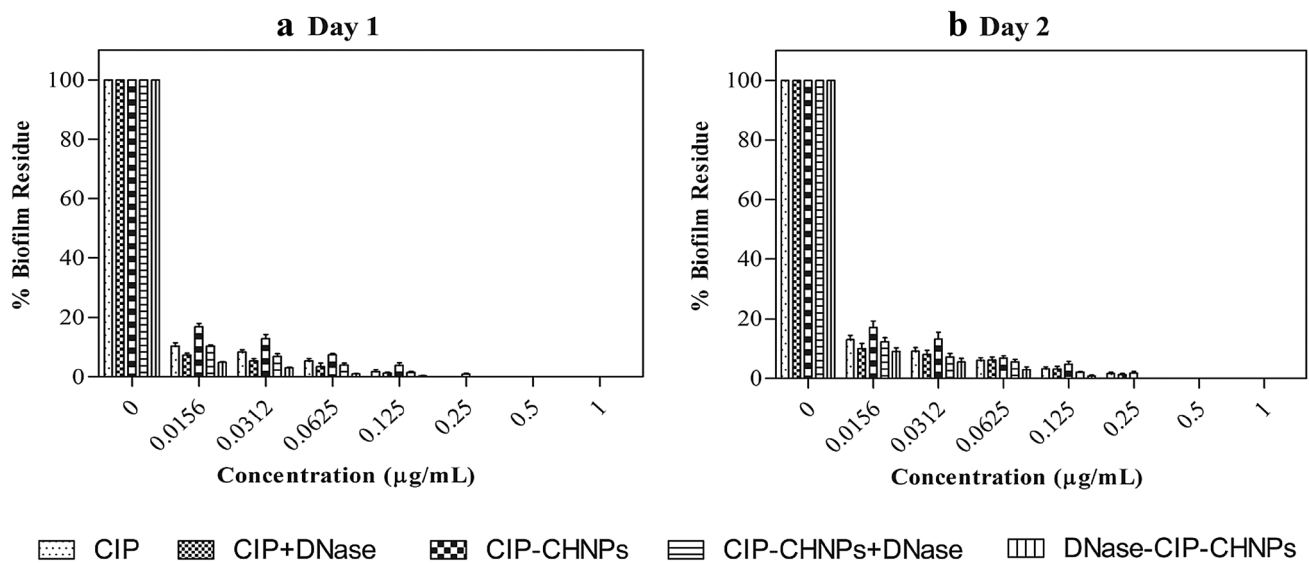 a Day 1
% Biofilm Residue
100
80
60
40
20
0
0 0.0156 0.0312 0.0625 0.125 0.25 0.5 1
Concentration (μg/mL)
b Day 2
% Biofilm Residue
100
80
60
40
20
0
0 0.0156 0.0312 0.0625 0.125 0.25 0.5 1
Concentration (μg/mL)
CIP CIP+DNase CIP-CHNPs CIP-CHNPs+DNase DNase-CIP-CHNPs